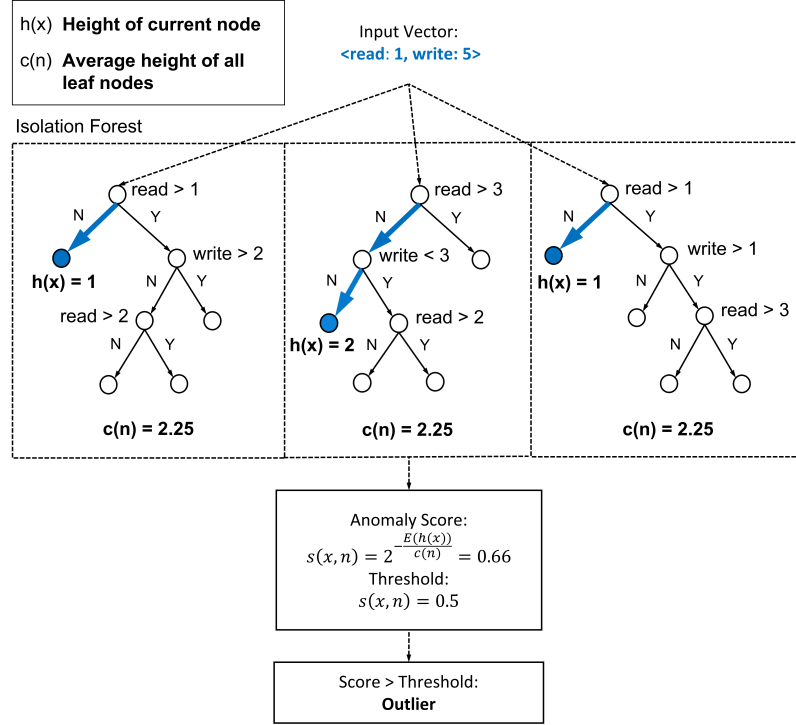 h(x) Height of current node
c(n) Average height of all
leaf nodes
Input Vector:
<read: 1, write: 5>
Isolation Forest
read > 1
N
Y
h(x) = 1
write > 2
N
Y
read > 2
N
Y
c(n) = 2.25
read > 3
N
Y
write < 3
N
Y
h(x) = 2
read > 2
N
Y
c(n) = 2.25
read > 1
N
Y
h(x) = 1
write > 1
N
Y
read > 3
N
Y
c(n) = 2.25
Anomaly Score:
s(x, n) = 2^{-\frac{E(h(x))}{c(n)}} = 0.66
Threshold:
s(x, n) = 0.5
Score > Threshold:
Outlier